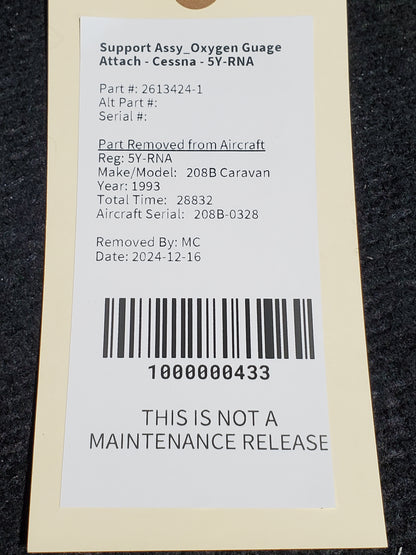 Support Assy_Oxygen Guage
Attach - Cessna - 5Y-RNA
Part #: 2613424-1
Alt Part #:
Serial #:
Part Removed from Aircraft
Reg: 5Y-RNA
Make/Model: 208B Caravan
Year: 1993
Total Time: 28832
Aircraft Serial: 208B-0328
Removed By: MC
Date: 2024-12-16
1000000433
THIS IS NOT A
MAINTENANCE RELEASE